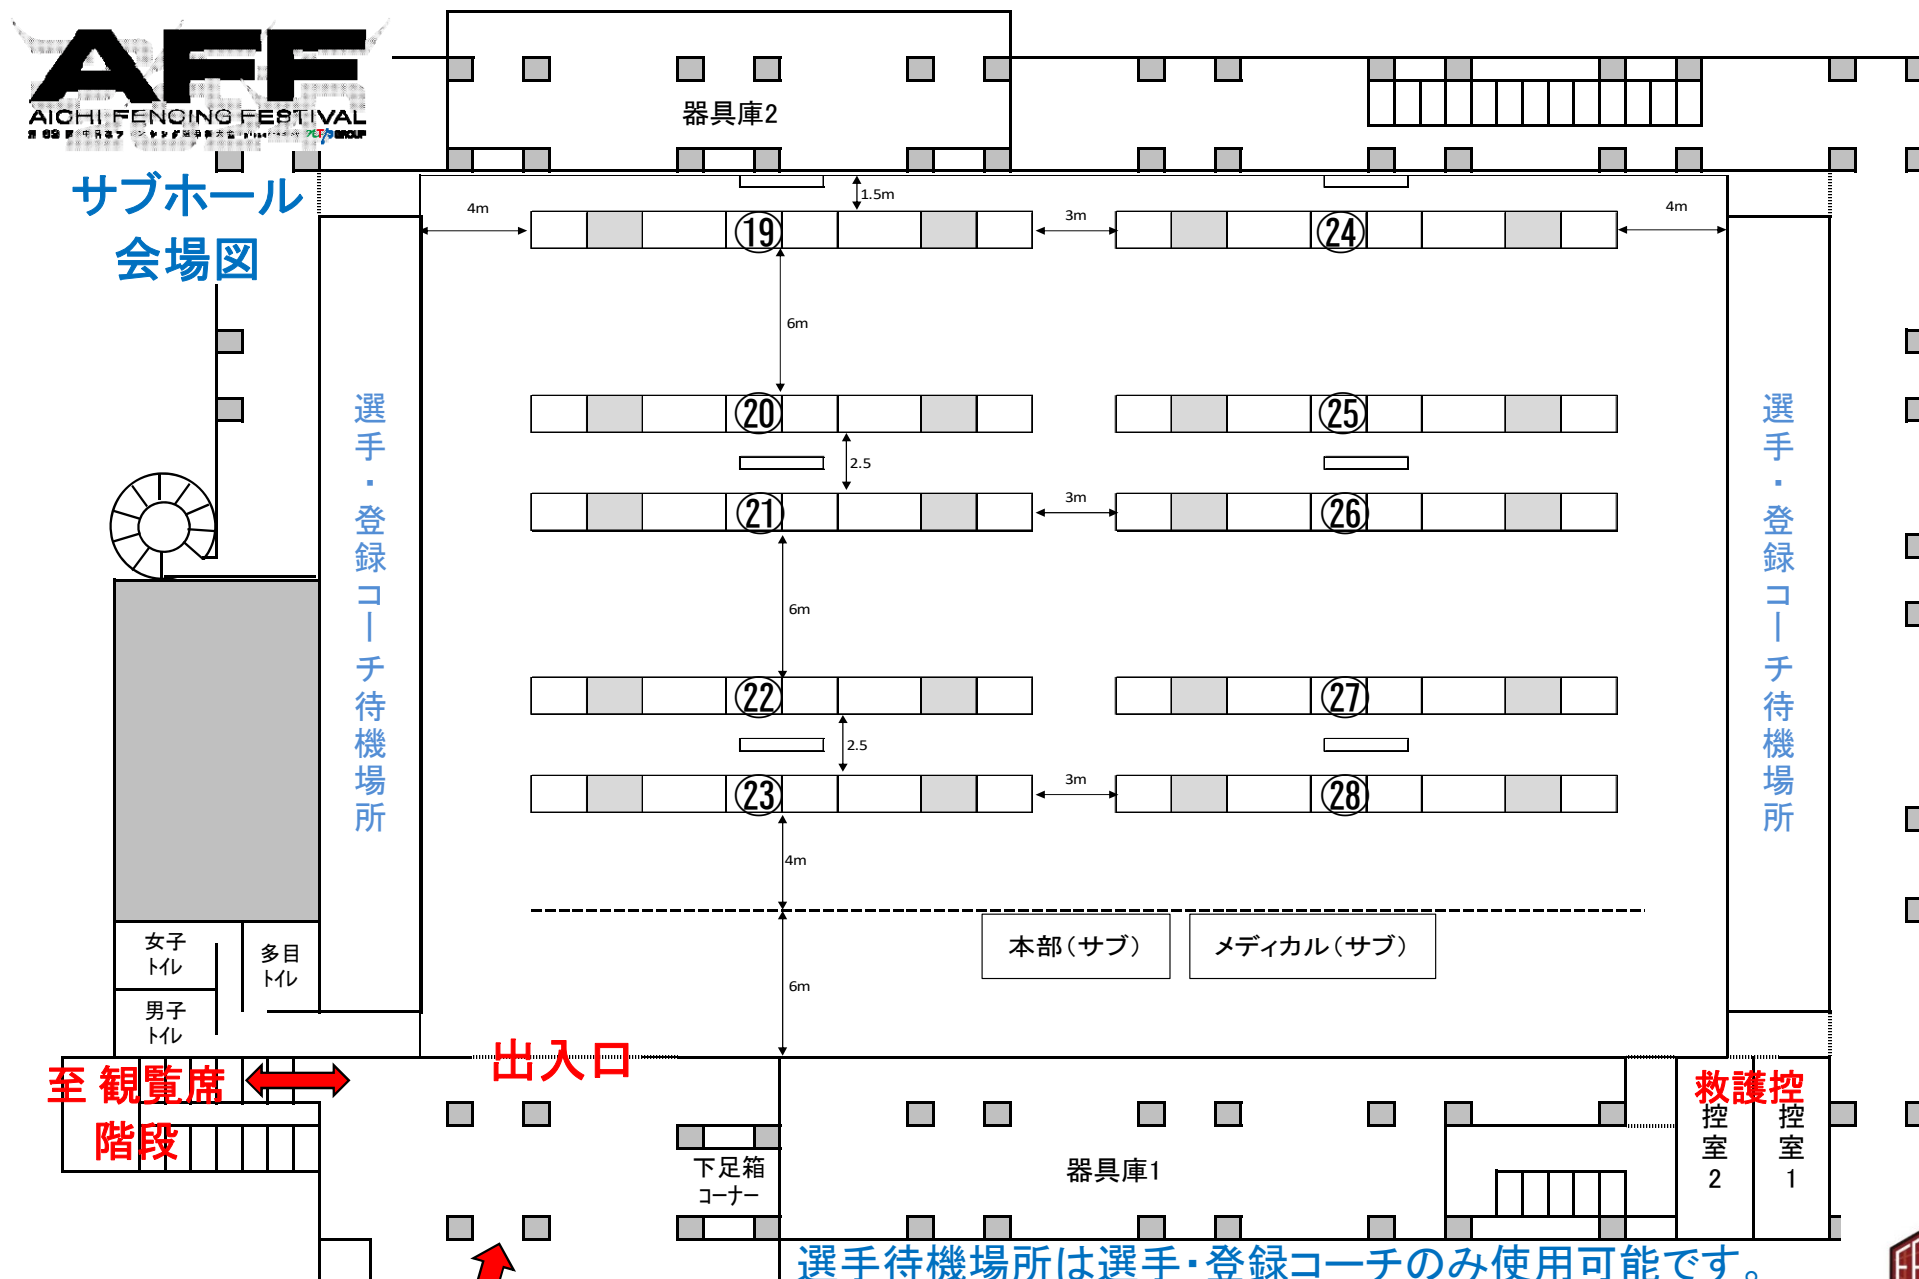 AFF
AICHI FENCING FESTIVAL
サブホール
会場図
器具庫2
4m
1.5m
3m
4m
⑲
㉔
6m
⑳
㉕
2.5
㉑
3m
㉖
選手・登録コーチ待機場所
選手・登録コーチ待機場所
6m
㉒
㉗
2.5
㉓
3m
㉘
4m
本部(サブ)
メディカル(サブ)
6m
女子
トイレ
多目
トイレ
男子
トイレ
出入口
至 観覧席
階段
救護控
控室2
控室1
下足箱
コーナー
器具庫1
選手待機場所は選手・登録コーチのみ使用可能です。